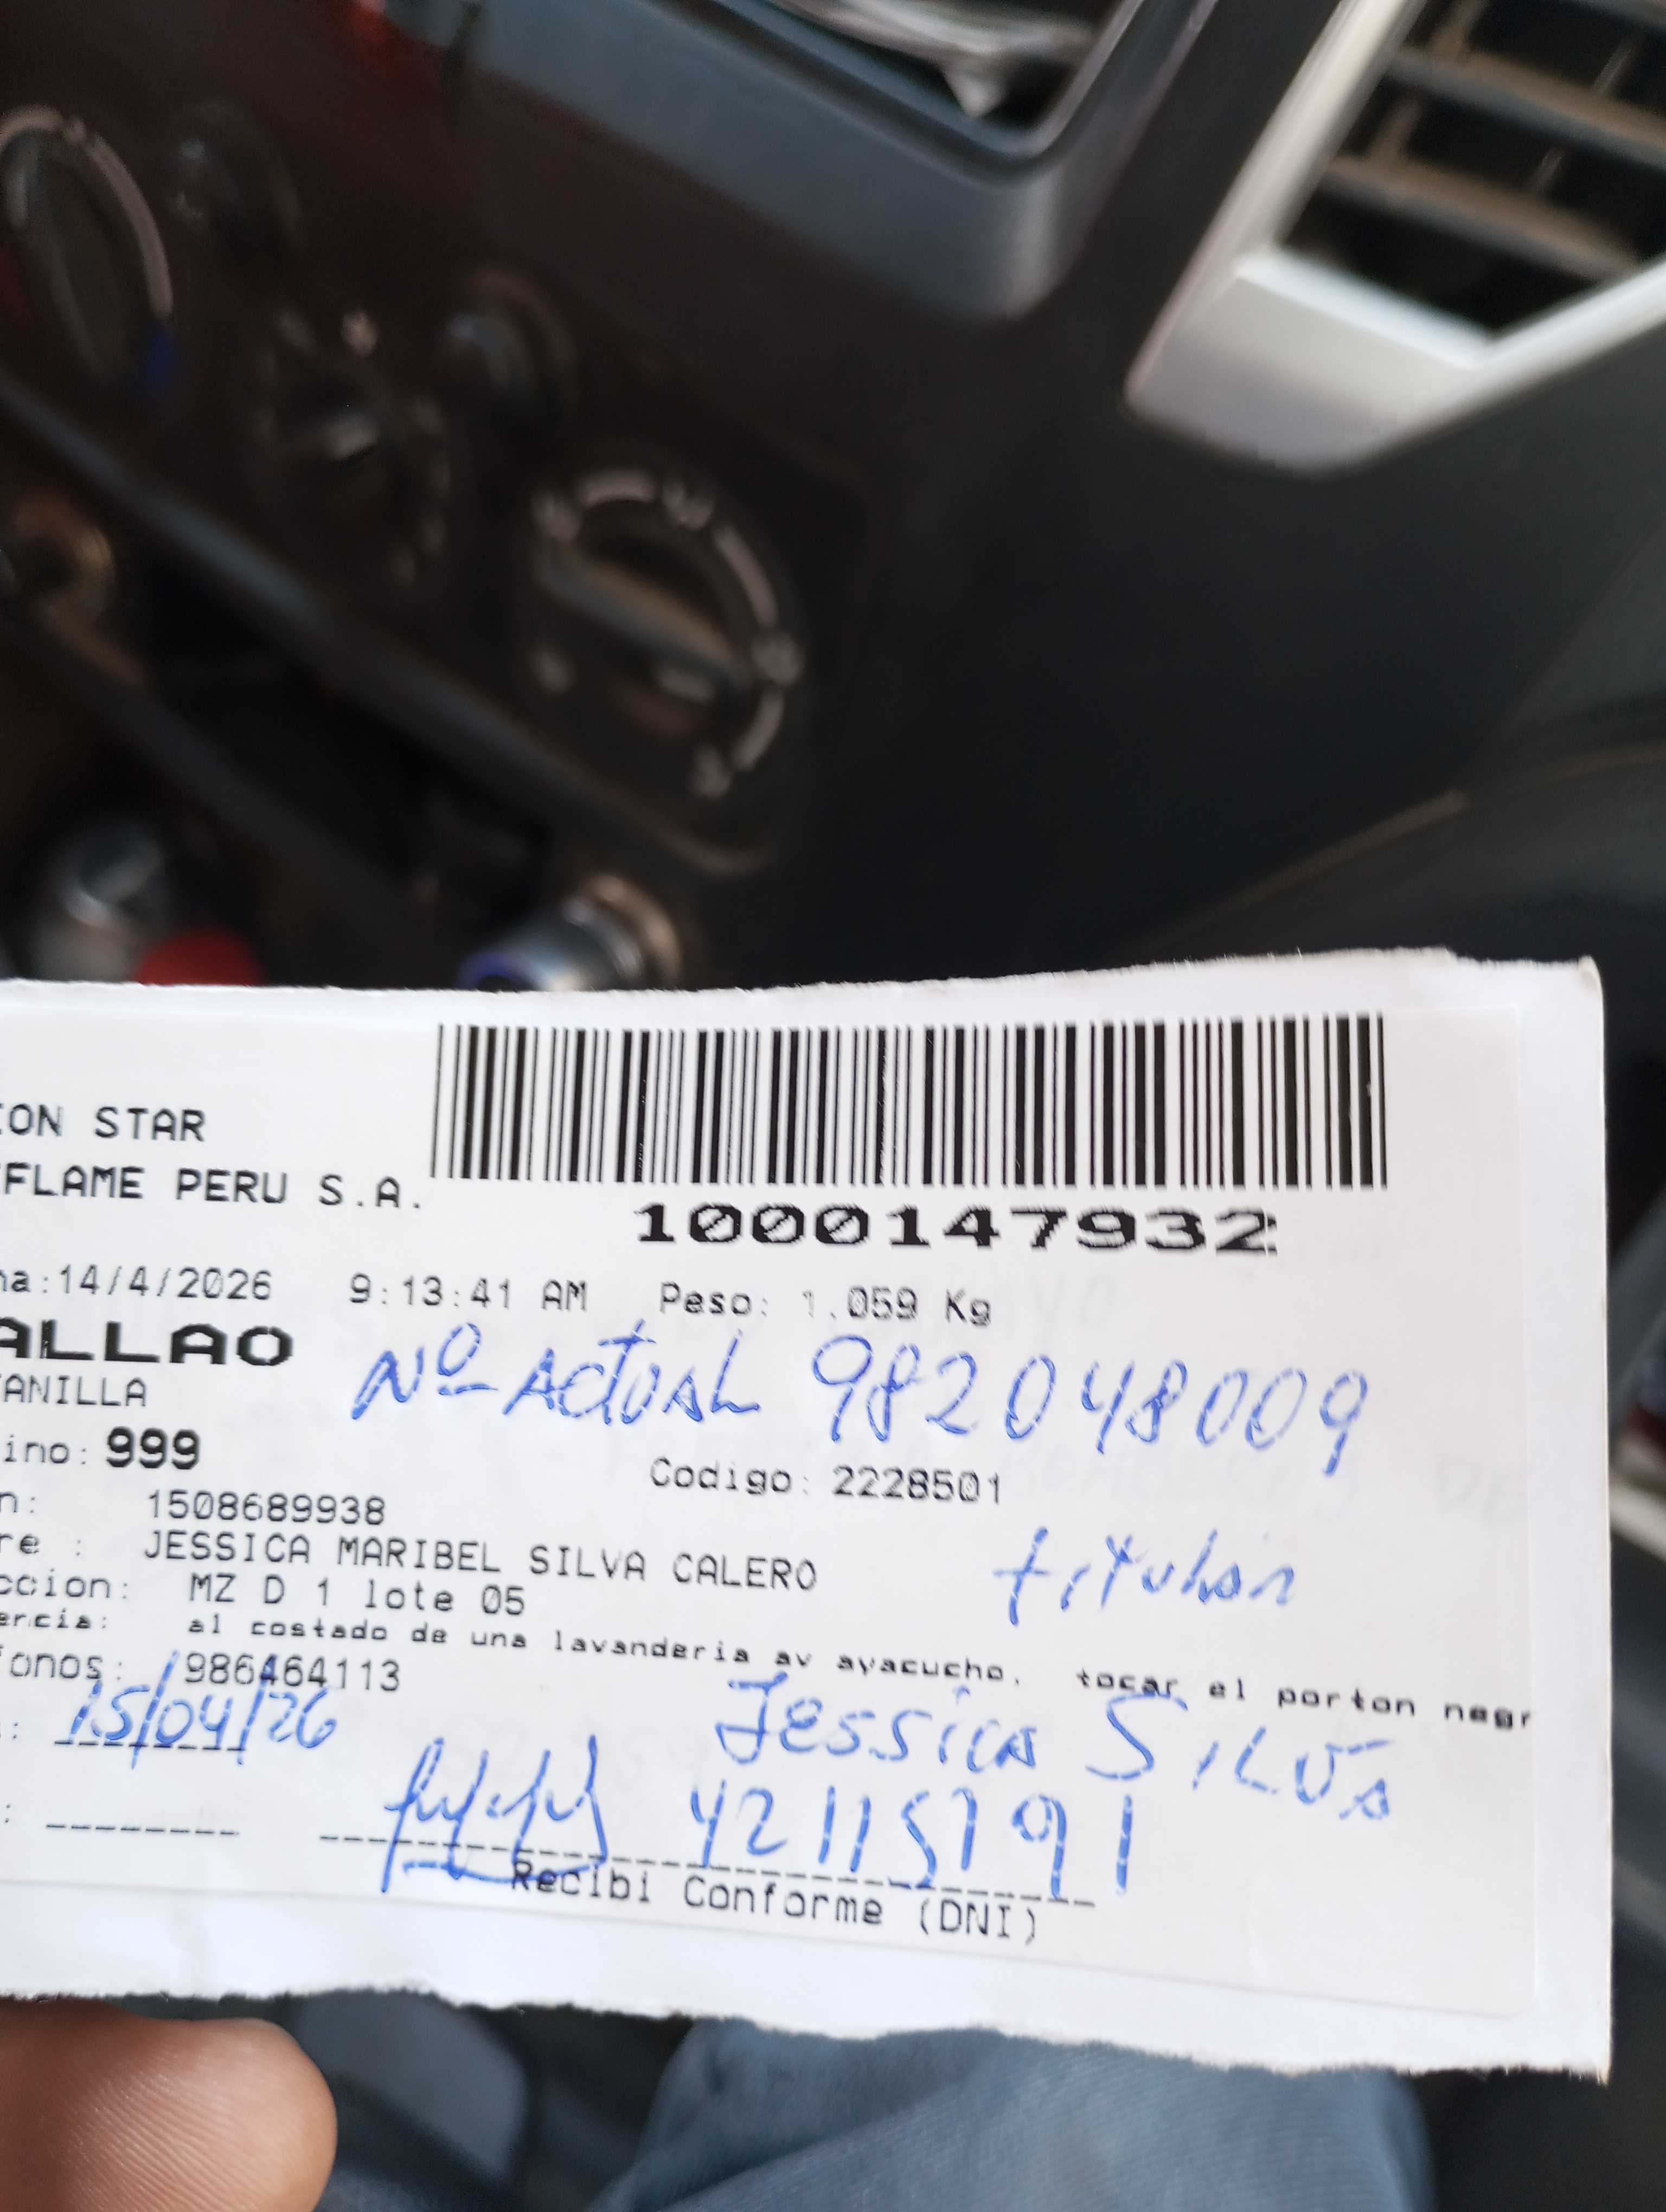 ION STAR
FLAME PERU S.A.
1000147932
ha:14/4/2026 9:13:41 AM Peso: 1.059 Kg
ALLAO
ANILLA
Nº Actual 982048009
ino: 999
Codigo: 2228501
n: 1508689938
re : JESSICA MARIBEL SILVA CALERO
titular
ccion: MZ D 1 lote 05
encia: al costado de una lavanderia av ayacucho. tocar el porton negr
fonos: 986464113
: 15/04/26
Jessica Silva
: 42115791
Recibi Conforme (DNI)